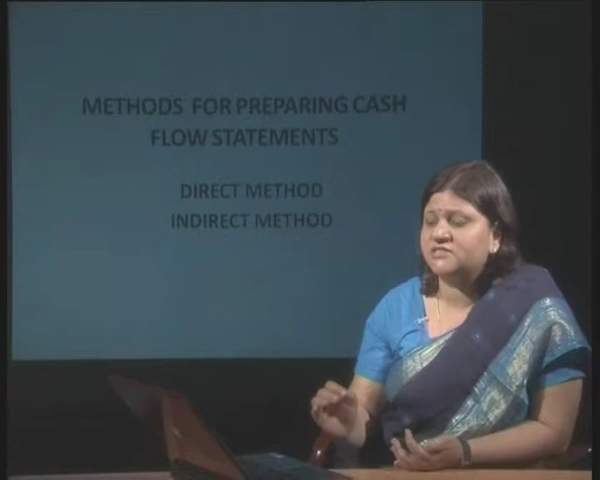 METHODS FOR PREPARING CASH
FLOW STATEMENTS
DIRECT METHOD
INDIRECT METHOD